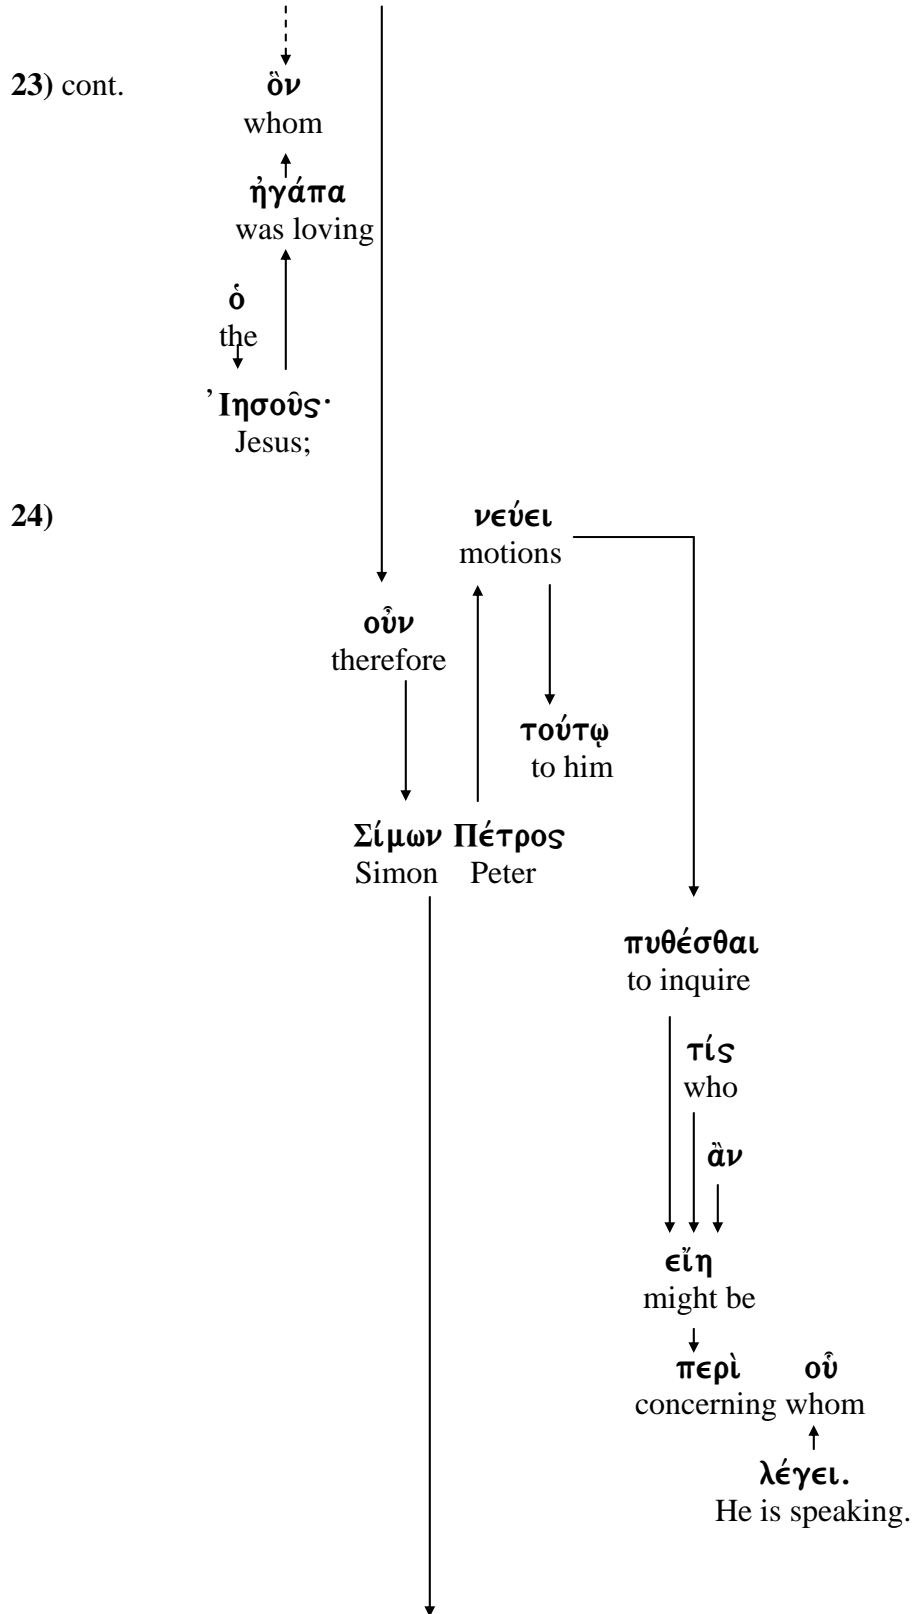 23) cont.
ὃν
whom
ἠγάπα
was loving
ὁ
the
Ἰησοῦς·
Jesus;
24)
νεύει
motions
οὖν
therefore
τούτῳ
to him
Σίμων Πέτρος
Simon Peter
πυθέσθαι
to inquire
τίς
who
ἂν
εἴη
might be
περὶ οὗ
concerning whom
λέγει.
He is speaking.